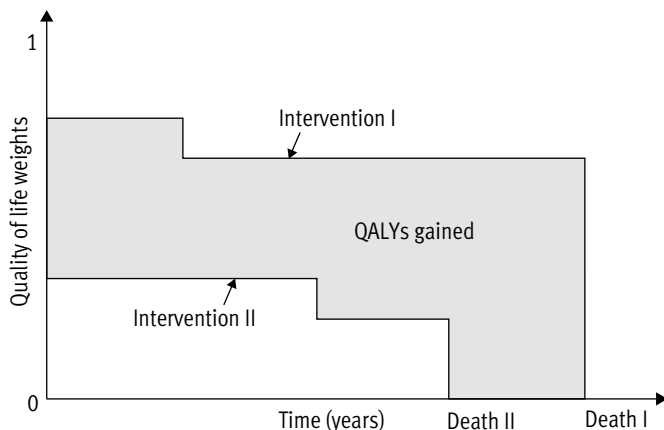 1
Quality of life weights
Intervention I
QALYs gained
Intervention II
0
Time (years)
Death II
Death I